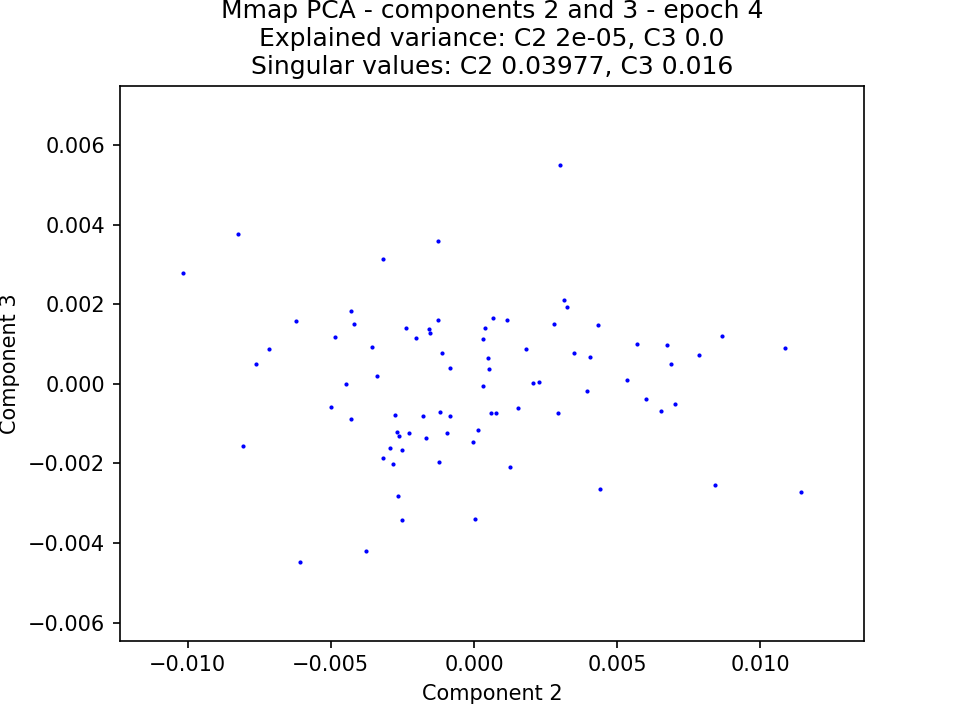 Mmap PCA - components 2 and 3 - epoch 4
Explained variance: C2 2e-05, C3 0.0
Singular values: C2 0.03977, C3 0.016
0.006
0.004
0.002
0.000
−0.002
−0.004
−0.006
Component 3
−0.010
−0.005
0.000
0.005
0.010
Component 2